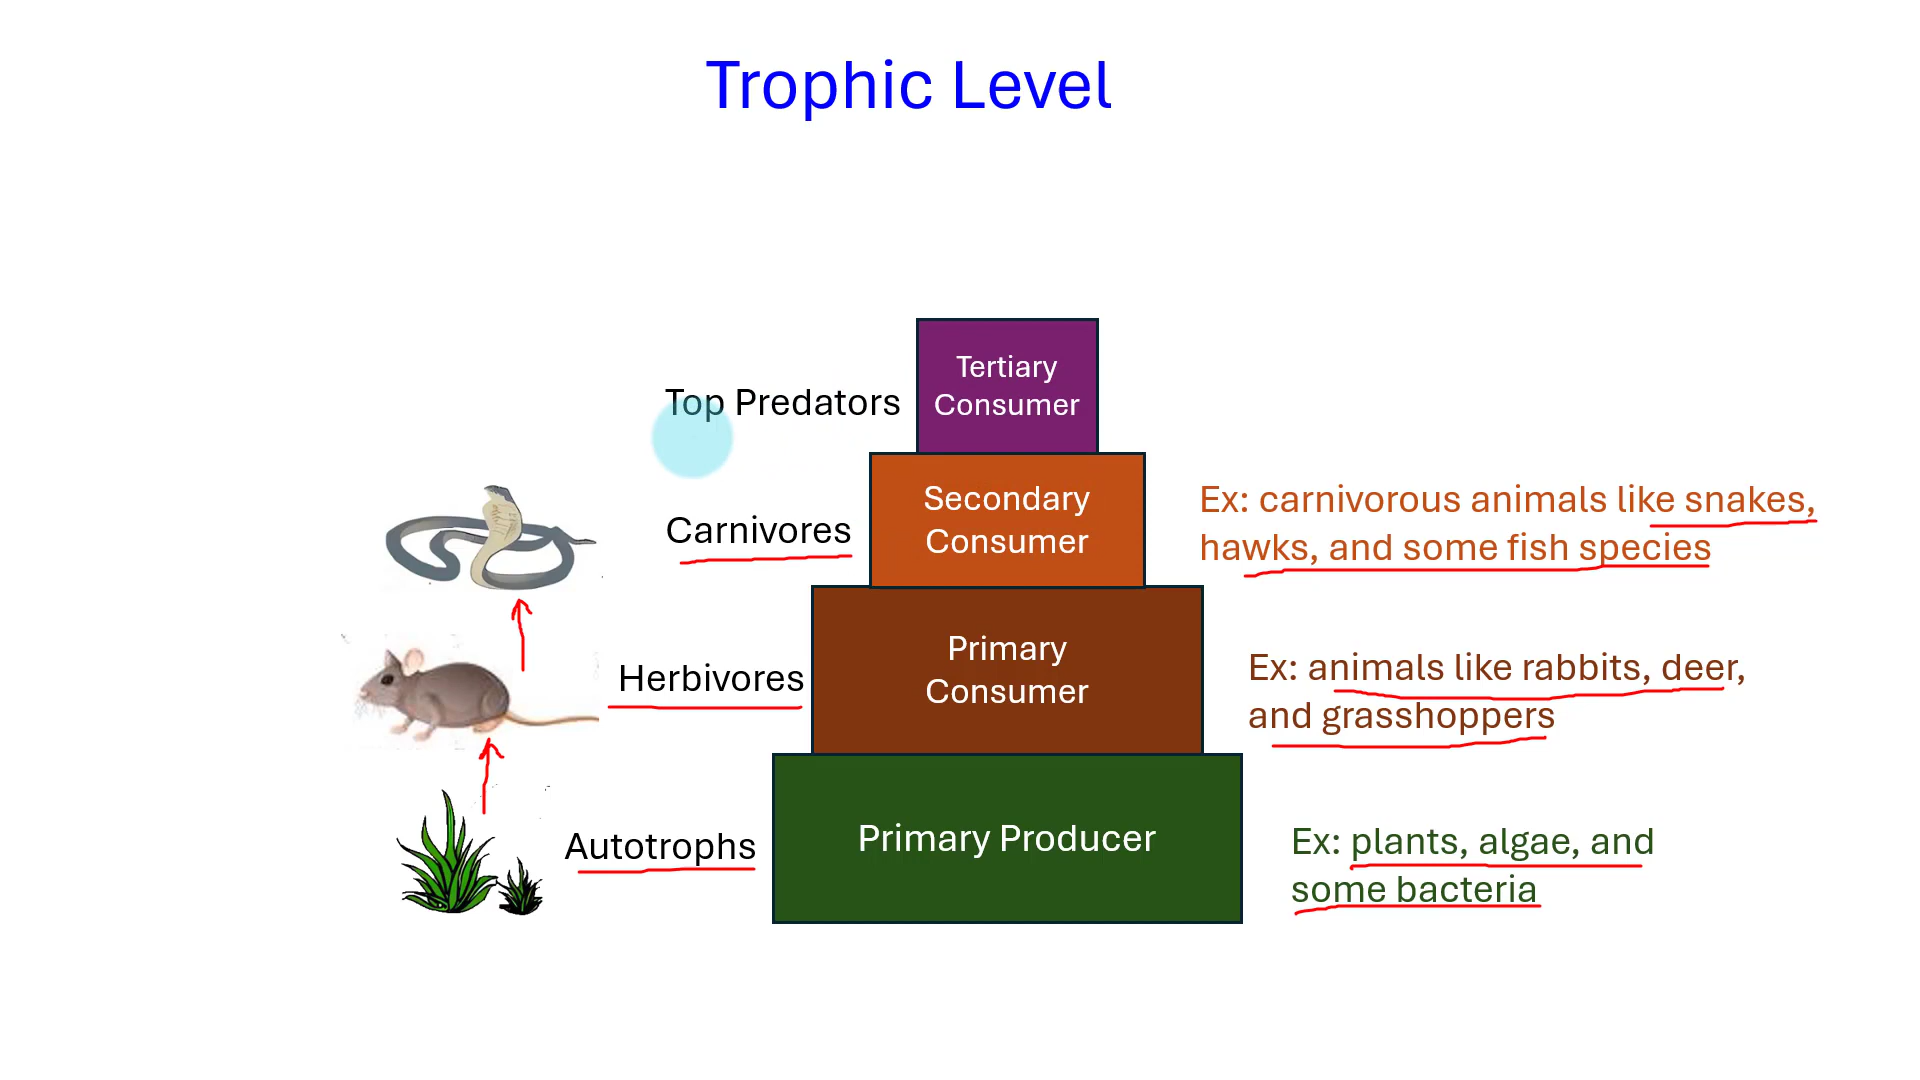 Trophic Level
Tertiary
Consumer
Top Predators
Secondary
Consumer
Carnivores
Ex: carnivorous animals like snakes,
hawks, and some fish species
Primary
Consumer
Herbivores
Ex: animals like rabbits, deer,
and grasshoppers
Primary Producer
Autotrophs
Ex: plants, algae, and
some bacteria